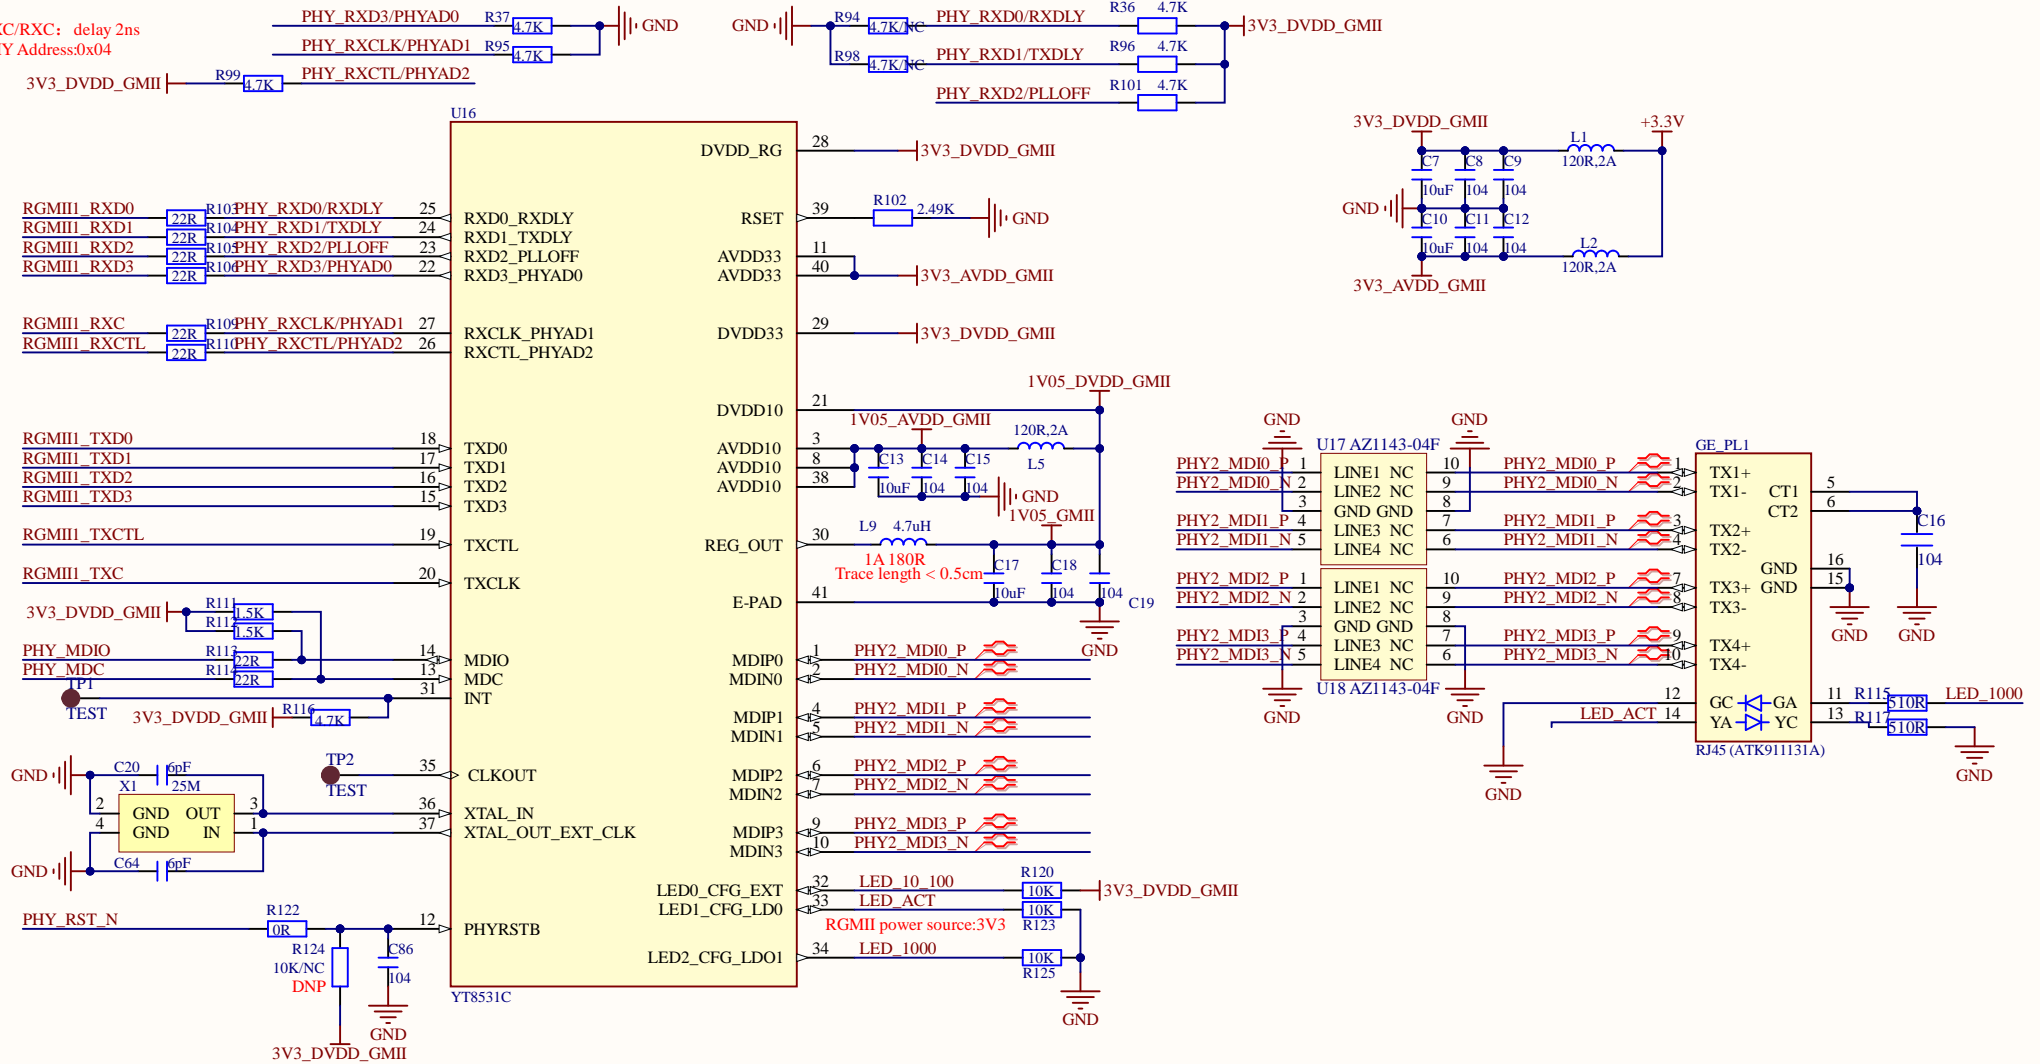 XC/RXC: delay 2ns
Y Address:0x04
PHY_RXD3/PHYAD0 R37 4.7K GND
PHY_RXCLK/PHYAD1 R95 4.7K
3V3_DVDD_GMII R99 4.7K PHY_RXCTL/PHYAD2
GND R94 4.7K/NC PHY_RXD0/RXDLY R36 4.7K 3V3_DVDD_GMII
R98 4.7K/NC PHY_RXD1/TXDLY R96 4.7K
PHY_RXD2/PLLOFF R101 4.7K
U16
DVDD_RG 28 3V3_DVDD_GMII
RGMII1_RXD0 22R R103 PHY_RXD0/RXDLY 25 RXD0_RXDLY
RGMII1_RXD1 22R R104 PHY_RXD1/TXDLY 24 RXD1_TXDLY
RGMII1_RXD2 22R R105 PHY_RXD2/PLLOFF 23 RXD2_PLLOFF
RGMII1_RXD3 22R R106 PHY_RXD3/PHYAD0 22 RXD3_PHYAD0
RGMII1_RXC 22R R109 PHY_RXCLK/PHYAD1 27 RXCLK_PHYAD1
RGMII1_RXCTL 22R R110 PHY_RXCTL/PHYAD2 26 RXCTL_PHYAD2
RSET 39 R102 2.49K GND
AVDD33 11
AVDD33 40 3V3_AVDD_GMII
DVDD33 29 3V3_DVDD_GMII
1V05_DVDD_GMII
DVDD10 21
1V05_AVDD_GMII
AVDD10 3 120R,2A L5
AVDD10 8 C13 C14 C15
AVDD10 38 10uF 104 104 GND
1V05_GMII
REG_OUT 30 L9 4.7uH
1A 180R
Trace length < 0.5cm
C17 C18
10uF 104 104 C19
E-PAD 41
GND
RGMII1_TXD0 18 TXD0
RGMII1_TXD1 17 TXD1
RGMII1_TXD2 16 TXD2
RGMII1_TXD3 15 TXD3
RGMII1_TXCTL 19 TXCTL
RGMII1_TXC 20 TXCLK
3V3_DVDD_GMII R111 1.5K
R112 1.5K
PHY_MDIO R113 22R 14 MDIO
PHY_MDC R114 22R 13 MDC
TP1 TEST 31 INT
3V3_DVDD_GMII R116 4.7K
TP2 TEST 35 CLKOUT
GND C20 6pF
X1 25M
2 GND OUT 3 36 XTAL_IN
4 GND IN 1 37 XTAL_OUT_EXT_CLK
GND C64 6pF
PHY_RST_N R122 0R 12 PHYRSTB
R124 10K/NC DNP C86 104
GND
3V3_DVDD_GMII
MDIP0 1 PHY2_MDI0_P
MDIN0 2 PHY2_MDI0_N
MDIP1 4 PHY2_MDI1_P
MDIN1 5 PHY2_MDI1_N
MDIP2 6 PHY2_MDI2_P
MDIN2 7 PHY2_MDI2_N
MDIP3 9 PHY2_MDI3_P
MDIN3 10 PHY2_MDI3_N
LED0_CFG_EXT 32 LED_10_100 R120 10K 3V3_DVDD_GMII
LED1_CFG_LD0 33 LED_ACT 10K R123
RGMII power source:3V3
LED2_CFG_LDO1 34 LED_1000 10K R125
GND
YT8531C
3V3_DVDD_GMII +3.3V
C7 C8 C9 L1
10uF 104 104 120R,2A
GND
C10 C11 C12 L2
10uF 104 104 120R,2A
3V3_AVDD_GMII
GND GND
U17 AZ1143-04F
PHY2_MDI0_P 1 LINE1 NC 10 PHY2_MDI0_P 1 TX1+
PHY2_MDI0_N 2 LINE2 NC 9 PHY2_MDI0_N 2 TX1-
3 GND GND 8
PHY2_MDI1_P 4 LINE3 NC 7 PHY2_MDI1_P 3 TX2+
PHY2_MDI1_N 5 LINE4 NC 6 PHY2_MDI1_N 4 TX2-
PHY2_MDI2_P 1 LINE1 NC 10 PHY2_MDI2_P 7 TX3+
PHY2_MDI2_N 2 LINE2 NC 9 PHY2_MDI2_N 8 TX3-
3 GND GND 8
PHY2_MDI3_P 4 LINE3 NC 7 PHY2_MDI3_P 9 TX4+
PHY2_MDI3_N 5 LINE4 NC 6 PHY2_MDI3_N 10 TX4-
U18 AZ1143-04F
GND GND
GE_PL1
CT1 5
CT2 6
C16 104
GND 16
GND 15
GND GND
12 GC GA 11 R115 510R LED_1000
LED_ACT 14 YA YC 13 R117 510R
RJ45 (ATK911131A)
GND GND